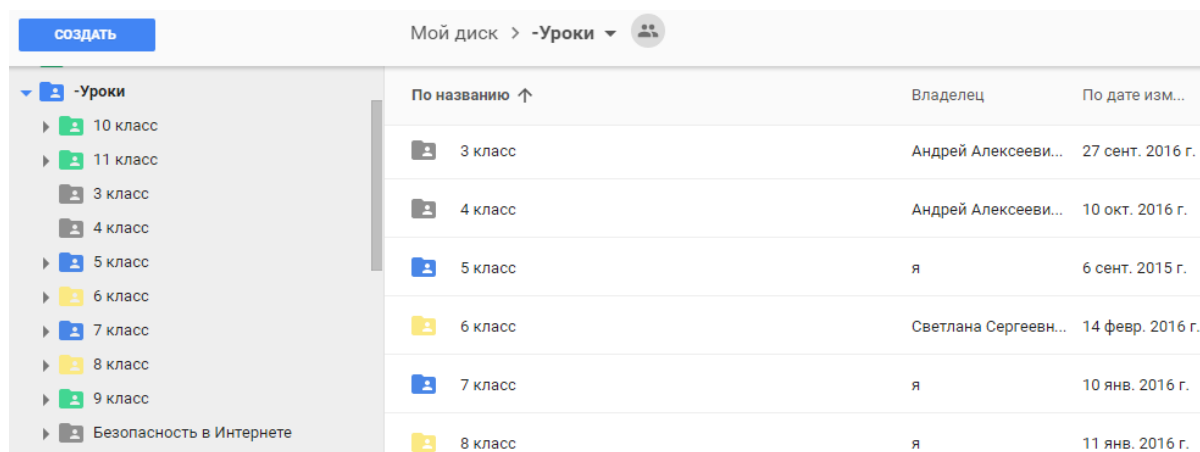 СОЗДАТЬ
Мой диск > -Уроки
-Уроки
10 класс
11 класс
3 класс
4 класс
5 класс
6 класс
7 класс
8 класс
9 класс
Безопасность в Интернете
По названию ↑ Владелец По дате изм...
3 класс Андрей Алексееви... 27 сент. 2016 г.
4 класс Андрей Алексееви... 10 окт. 2016 г.
5 класс я 6 сент. 2015 г.
6 класс Светлана Сергеевн... 14 февр. 2016 г.
7 класс я 10 янв. 2016 г.
8 класс я 11 янв. 2016 г.